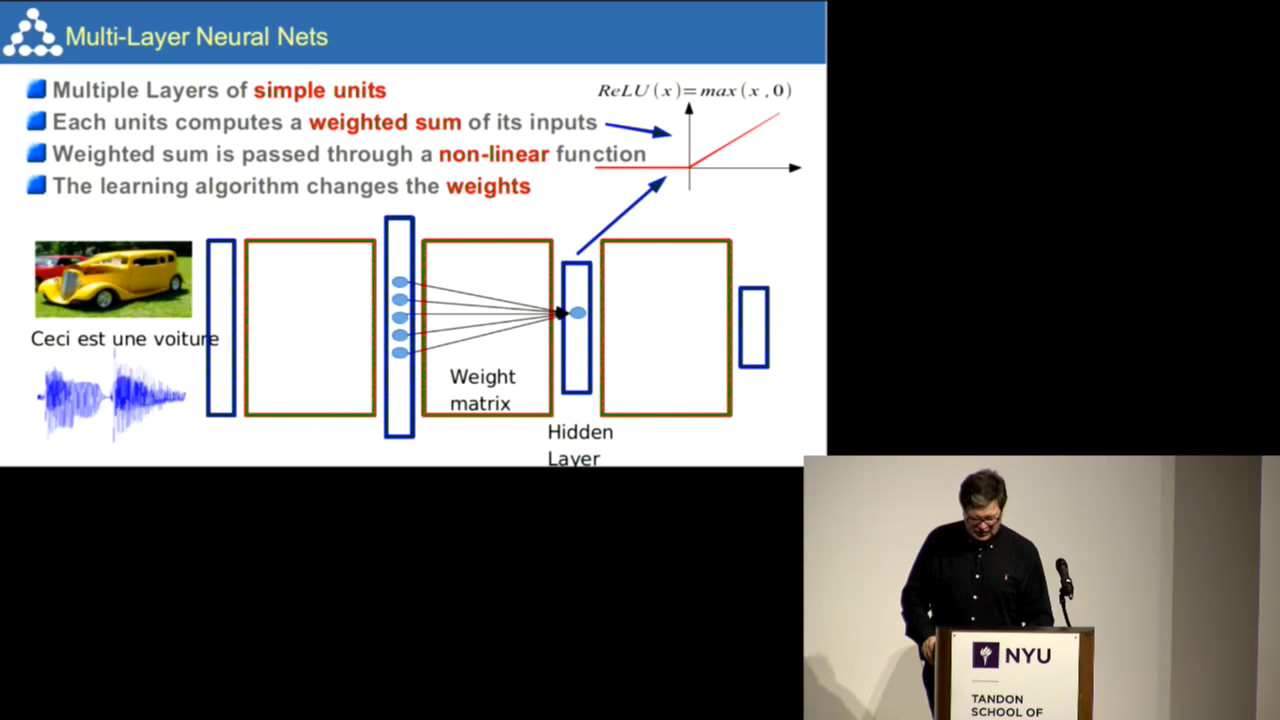 Multi-Layer Neural Nets
Multiple Layers of simple units
Each units computes a weighted sum of its inputs
Weighted sum is passed through a non-linear function
The learning algorithm changes the weights
ReLU(x)=max(x,0)
Ceci est une voiture
Weight
matrix
Hidden
Layer
NYU
TANDON
SCHOOL OF